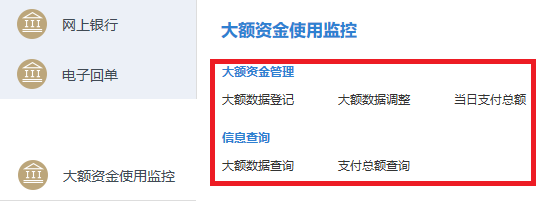 网上银行
电子回单
大额资金使用监控
大额资金使用监控
大额资金管理
大额数据登记 大额数据调整 当日支付总额
信息查询
大额数据查询 支付总额查询